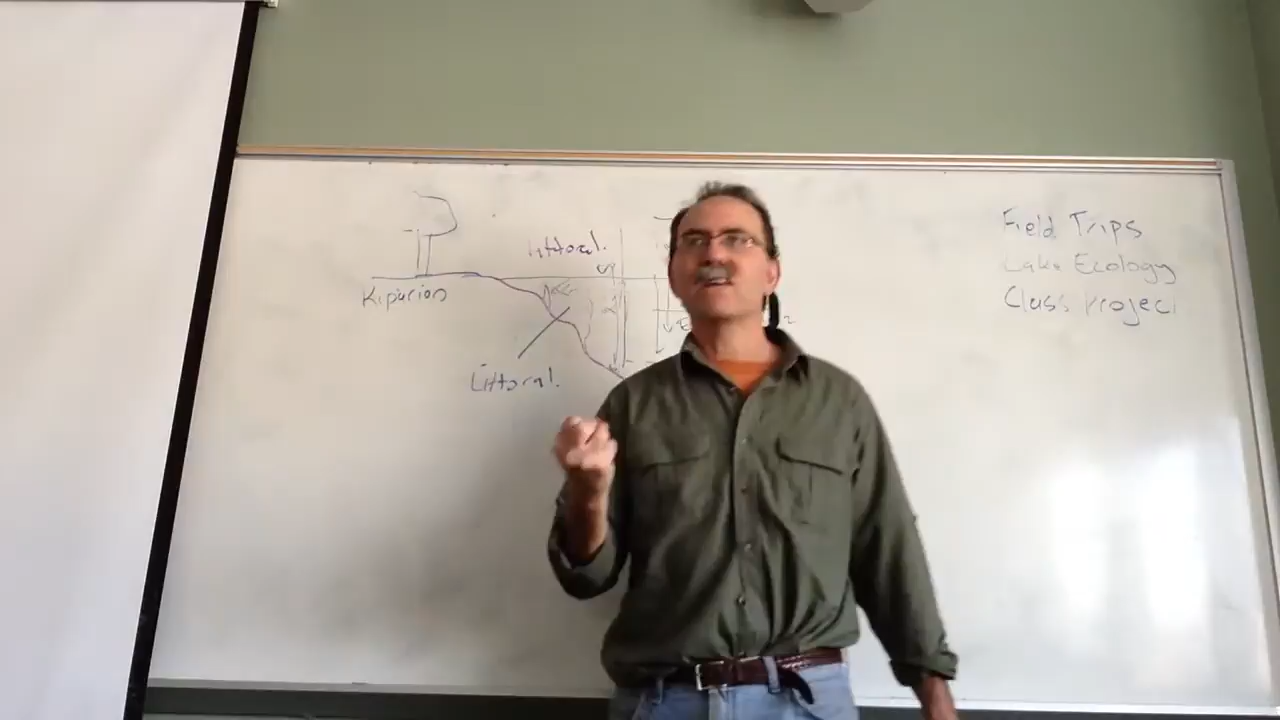 littoral.
Riparian
Littoral.
Field Trips
Lake Ecology
Class Project